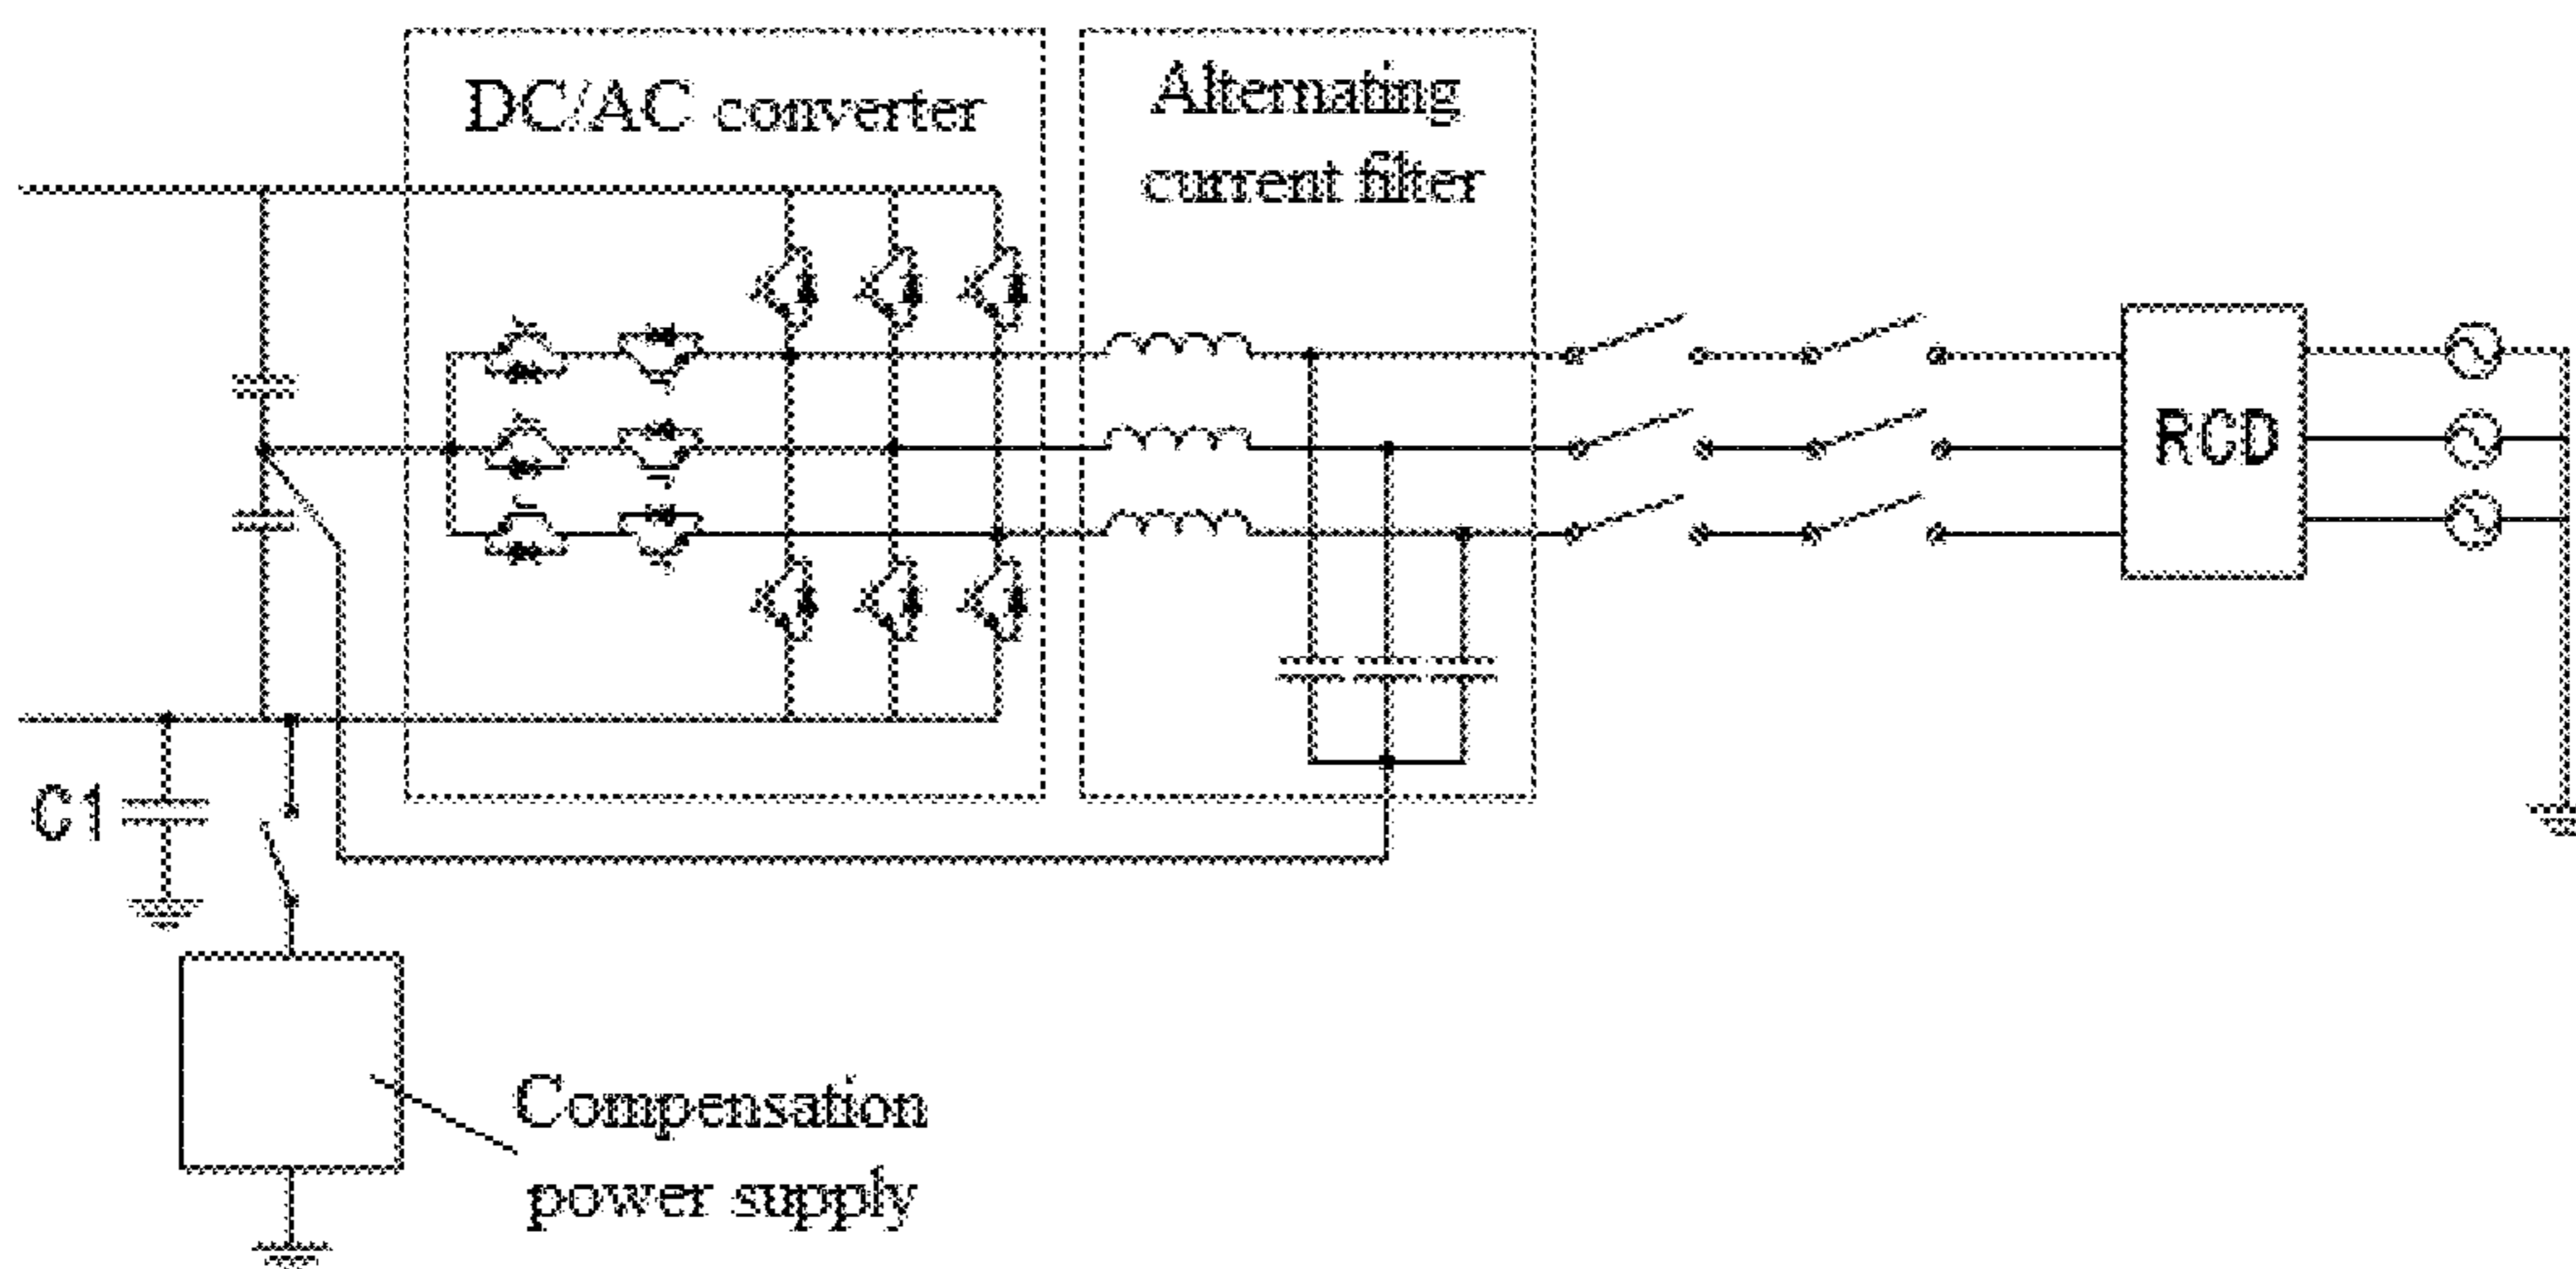 DC/AC converter
Alternating
current filter
RCD
C1
Compensation
power supply